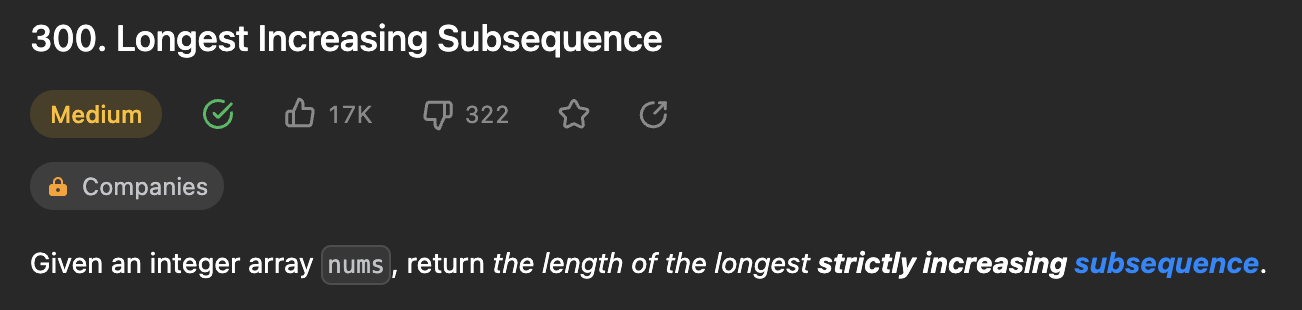 300. Longest Increasing Subsequence
Medium 17K 322
Companies
Given an integer array nums, return the length of the longest strictly increasing subsequence.